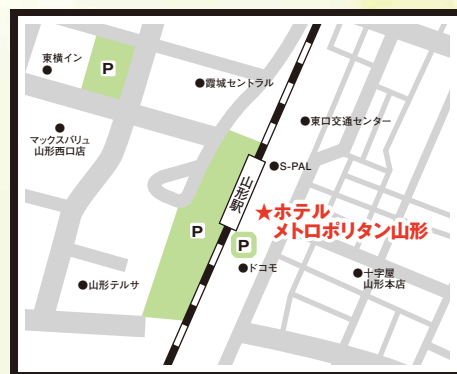 東横イン
P
霞城セントラル
東口交通センター
マックスバリュ
山形西口店
S-PAL
山形駅
★ホテル
メトロポリタン山形
P
P
ドコモ
山形テルサ
十字屋
山形本店